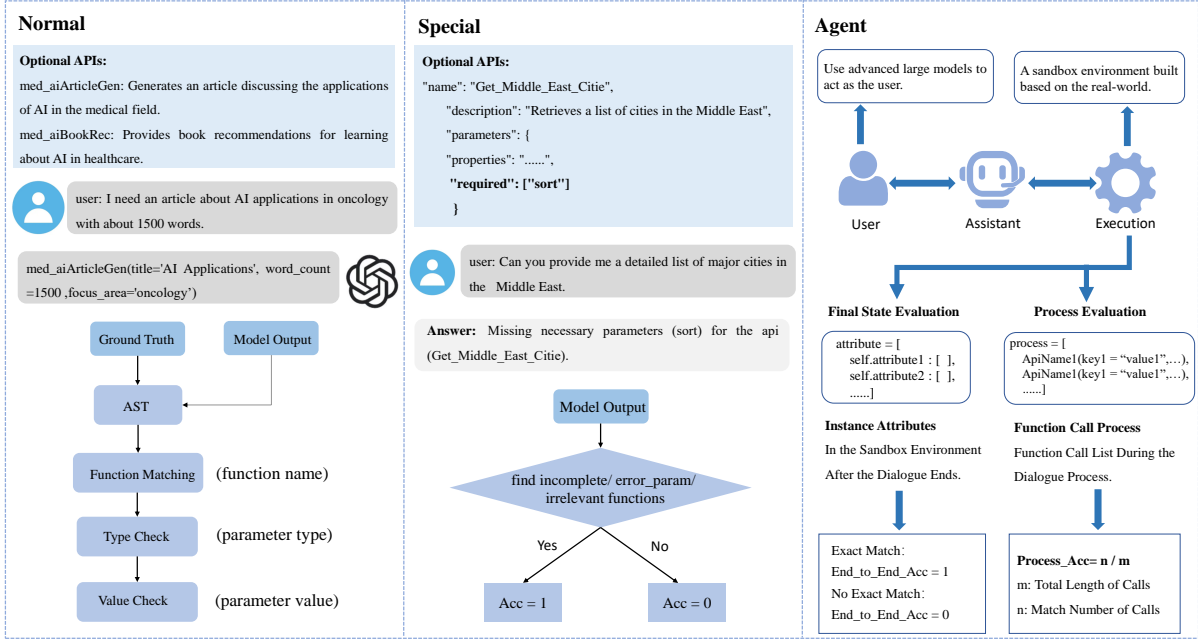 Normal
Optional APIs:
med_aiArticleGen: Generates an article discussing the applications
of AI in the medical field.
med_aiBookRec: Provides book recommendations for learning
about AI in healthcare.
user: I need an article about AI applications in oncology
with about 1500 words.
med_aiArticleGen(title='AI Applications', word_count
=1500 ,focus_area='oncology’)
Ground Truth
Model Output
AST
Function Matching
(function name)
Type Check
(parameter type)
Value Check
(parameter value)
Special
Optional APIs:
"name": "Get_Middle_East_Citie",
"description": "Retrieves a list of cities in the Middle East",
"parameters": {
"properties": "......",
"required": ["sort"]
}
user: Can you provide me a detailed list of major cities in
the Middle East.
Answer: Missing necessary parameters (sort) for the api
(Get_Middle_East_Citie).
Model Output
find incomplete/ error_param/
irrelevant functions
Yes
No
Acc = 1
Acc = 0
Agent
Use advanced large models to
act as the user.
A sandbox environment built
based on the real-world.
User
Assistant
Execution
Final State Evaluation
attribute = [
self.attribute1 : [ ],
self.attribute2 : [ ],
......]
Instance Attributes
In the Sandbox Environment
After the Dialogue Ends.
Exact Match:
End_to_End_Acc = 1
No Exact Match:
End_to_End_Acc = 0
Process Evaluation
process = [
ApiName1(key1 = “value1”,...),
ApiName1(key1 = “value1”,...),
......]
Function Call Process
Function Call List During the
Dialogue Process.
Process_Acc= n / m
m: Total Length of Calls
n: Match Number of Calls